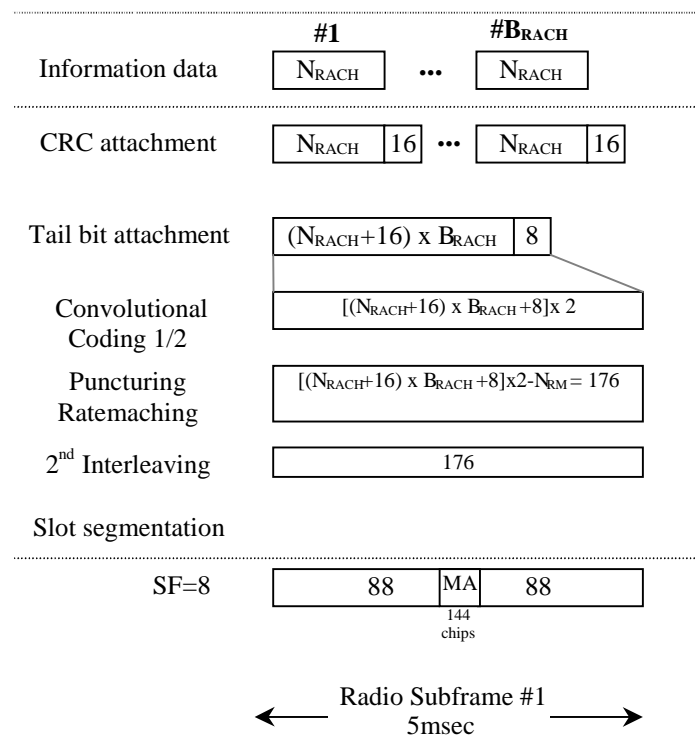 #1 #BRACH
Information data NRACH ... NRACH
CRC attachment NRACH 16 ... NRACH 16
Tail bit attachment (NRACH+16) x BRACH 8
Convolutional [(NRACH+16) x BRACH+8]x 2
Coding 1/2
Puncturing [(NRACH+16) x BRACH+8]x2-NRM = 176
Ratemaching
2nd Interleaving 176
Slot segmentation
SF=8 88 MA 88
144
chips
Radio Subframe #1
5msec